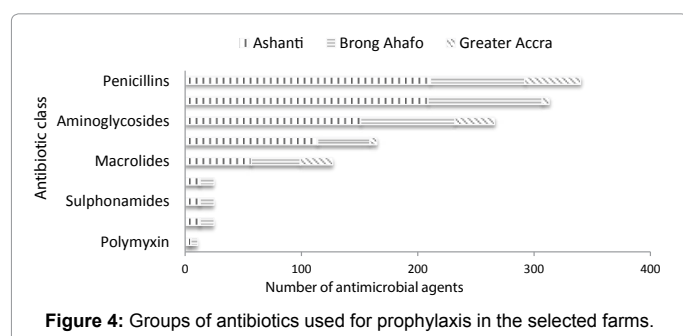 Ashanti Brong Ahafo Greater Accra
Antibiotic class
Penicillins
Aminoglycosides
Macrolides
Sulphonamides
Polymyxin
0 100 200 300 400
Number of antimicrobial agents
Figure 4: Groups of antibiotics used for prophylaxis in the selected farms.